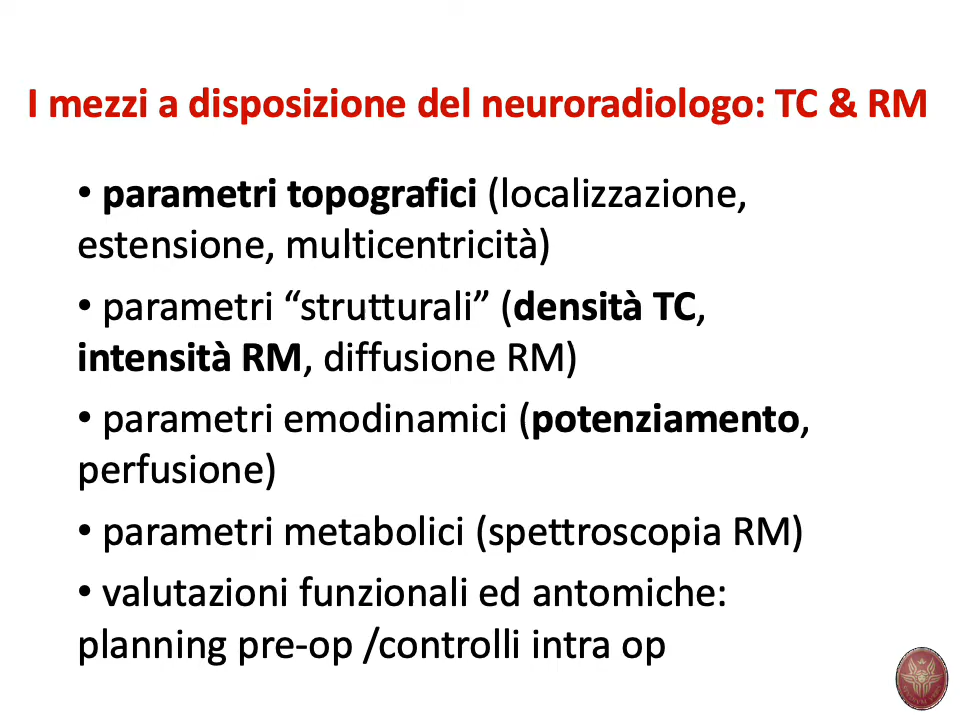 I mezzi a disposizione del neuroradiologo: TC & RM
• parametri topografici (localizzazione,
estensione, multicentricità)
• parametri “strutturali” (densità TC,
intensità RM, diffusione RM)
• parametri emodinamici (potenziamento,
perfusione)
• parametri metabolici (spettroscopia RM)
• valutazioni funzionali ed antomiche:
planning pre-op /controlli intra op